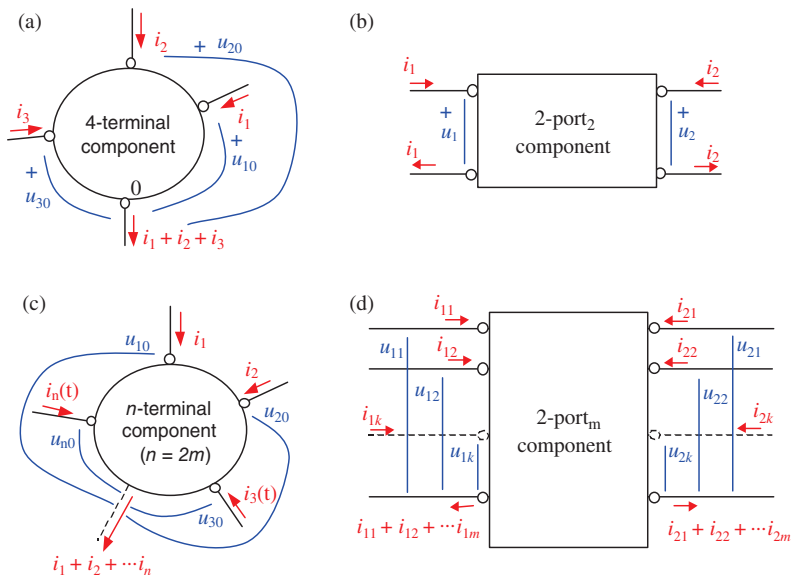 (a)
i₂
+ u₂₀
i₃
4-terminal
component
i₁
+
u₁₀
+
u₃₀
0
i₁ + i₂ + i₃
(b)
i₁
i₂
+
u₁
2-port₂
component
+
u₂
i₁
i₂
(c)
u₁₀
i₁
i₂
iₙ(t)
n-terminal
component
(n = 2m)
u₂₀
uₙ₀
i₃(t)
u₃₀
i₁ + i₂ + ···iₙ
(d)
i₁₁
i₂₁
u₁₁
i₁₂
i₂₂
u₂₁
u₁₂
u₂₂
2-portₘ
component
i₁ₖ
i₂ₖ
u₁ₖ
u₂ₖ
i₁₁ + i₁₂ + ···i₁ₘ
i₂₁ + i₂₂ + ···i₂ₘ